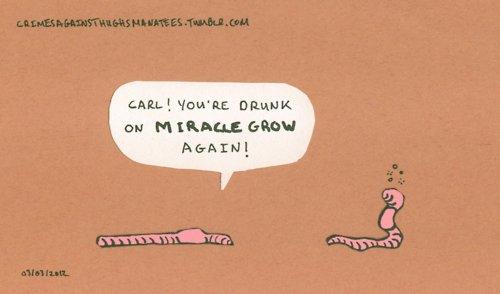 CRIMESAGAINSTHUGHSMANATEES.TUMBLR.COM
CARL! YOU'RE DRUNK
ON MIRACLE GROW
AGAIN!
03/03/2012